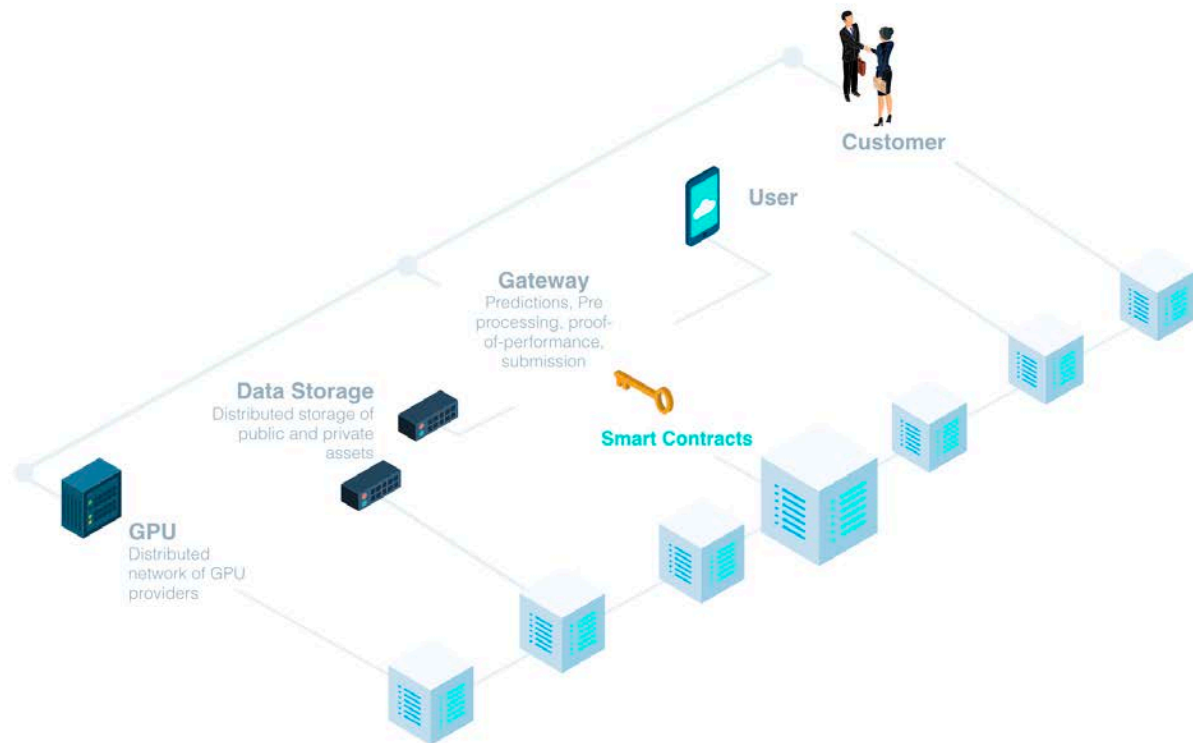 Customer
User
Gateway
Predictions, Pre
processing, proof-
of-performance,
submission
Data Storage
Distributed storage of
public and private
assets
Smart Contracts
GPU
Distributed
network of GPU
providers